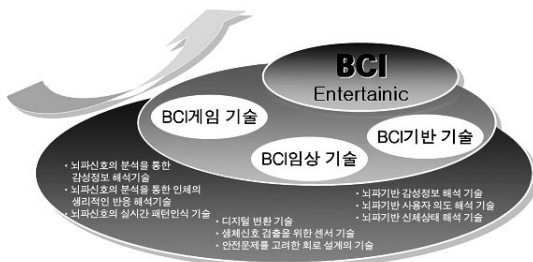 BCI
Entertainic
BCI게임 기술
BCI임상 기술
BCI기반 기술
• 뇌파신호의 분석을 통한
감성정보 해석기술
• 뇌파신호의 분석을 통한 인체의
생리적인 반응 해석기술
• 뇌파신호의 실시간 패턴인식 기술
• 디지털 변환 기술
• 생체신호 검출을 위한 센서 기술
• 안전문제를 고려한 회로 설계의 기술
• 뇌파기반 감성정보 해석 기술
• 뇌파기반 사용자 의도 해석 기술
• 뇌파기반 신체상태 해석 기술